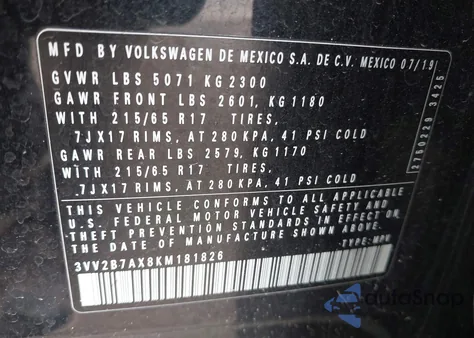 MFD BY VOLKSWAGEN DE MEXICO S.A. DE C.V. MEXICO 07/19
GVWR LBS 5071 KG 2300
GAWR FRONT LBS 2601, KG 1180
WITH 215/65 R17 TIRES,
7JX17 RIMS, AT 280 KPA, 41 PSI COLD
GAWR REAR LBS 2579, KG 1170
WITH 215/65 R17 TIRES,
7JX17 RIMS, AT 280 KPA, 41 PSI COLD
THIS VEHICLE CONFORMS TO ALL APPLICABLE
U.S. FEDERAL MOTOR VEHICLE SAFETY AND
THEFT PREVENTION STANDARDS IN EFFECT ON
THE DATE OF MANUFACTURE SHOWN ABOVE.
3VV2B7AX8KM181826 TYPE: MPV
2780229 3425
autoSnap